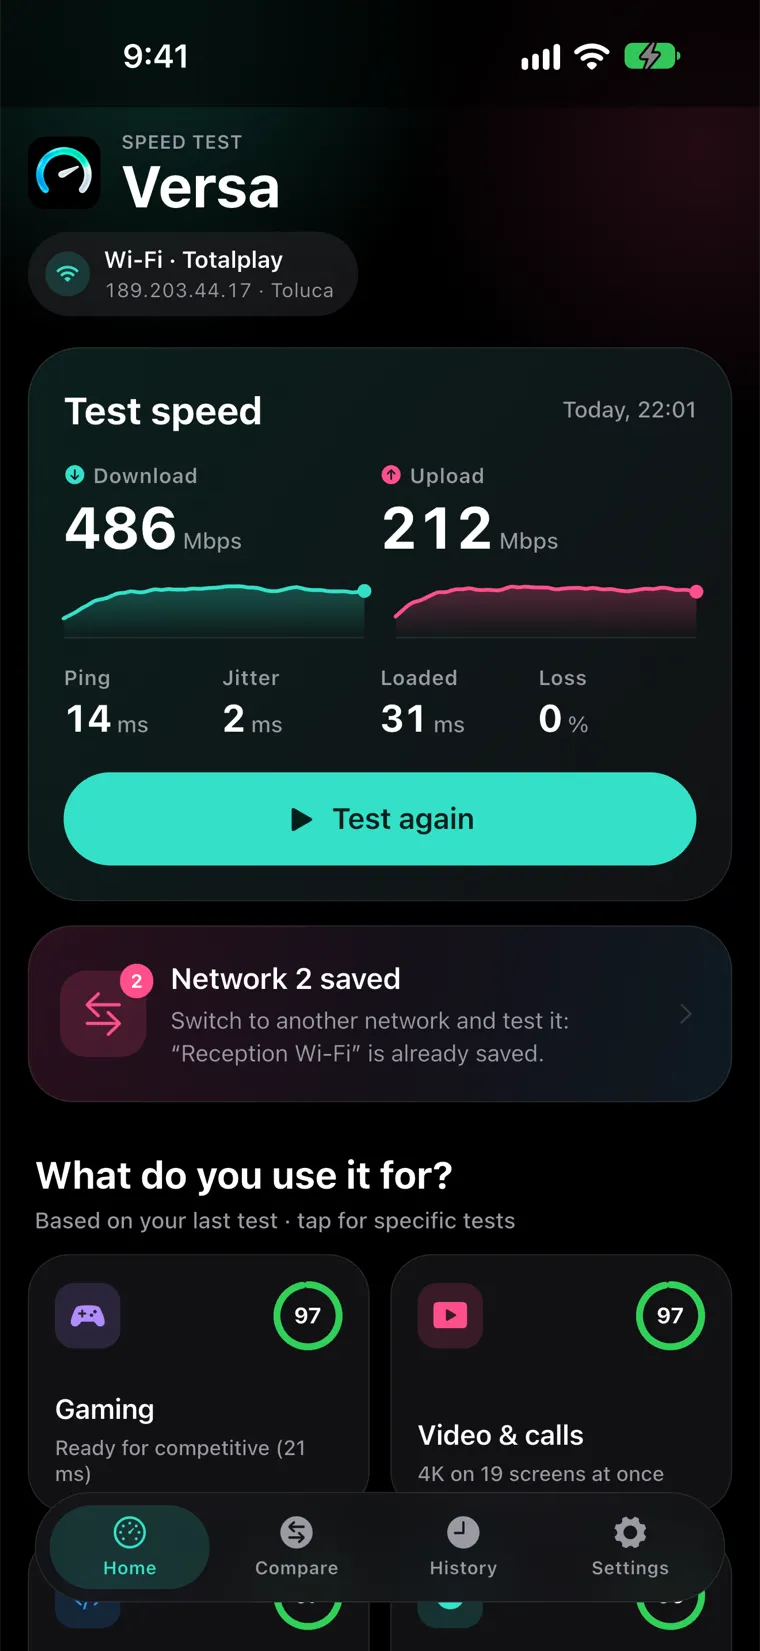 9:41
SPEED TEST
Versa
Wi-Fi · Totalplay
189.203.44.17 · Toluca
Test speed
Today, 22:01
Download
Upload
486 Mbps
212 Mbps
Ping
Jitter
Loaded
Loss
14 ms
2 ms
31 ms
0 %
Test again
2
Network 2 saved
Switch to another network and test it:
“Reception Wi-Fi” is already saved.
What do you use it for?
Based on your last test · tap for specific tests
97
97
Gaming
Ready for competitive (21
ms)
Video & calls
4K on 19 screens at once
Home
Compare
History
Settings